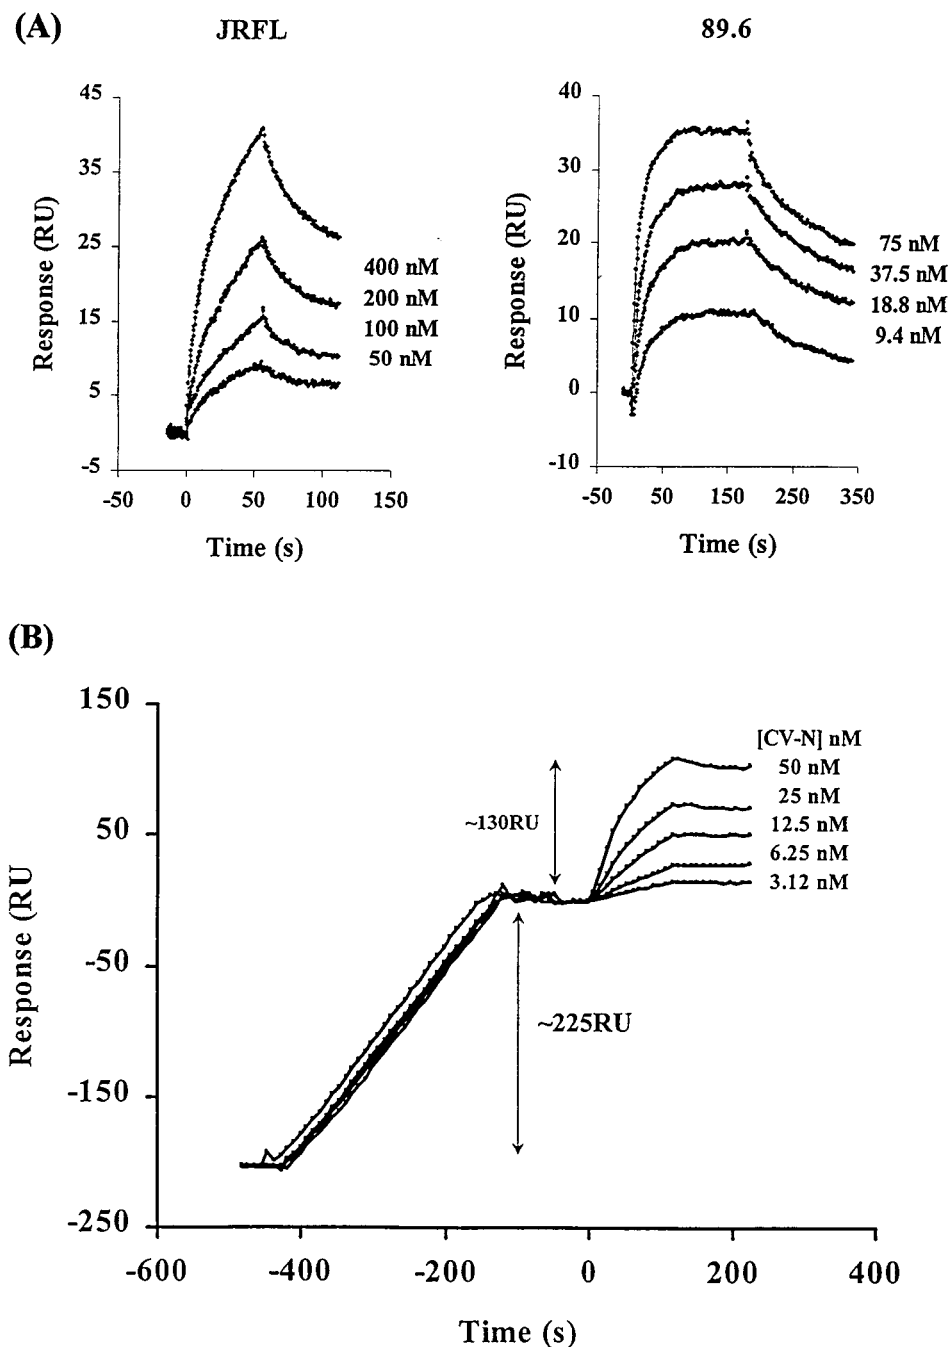 (A)
JRFL
89.6
45
35
25
15
5
-5
Response (RU)
400 nM
200 nM
100 nM
50 nM
-50 0 50 100 150
Time (s)
40
30
20
10
0
-10
Response (RU)
75 nM
37.5 nM
18.8 nM
9.4 nM
-50 50 150 250 350
Time (s)
(B)
150
50
-50
-150
-250
Response (RU
~130RU
~225RU
[CV-N] nM
50 nM
25 nM
12.5 nM
6.25 nM
3.12 nM
-600 -400 -200 0 200 400
Time (s)